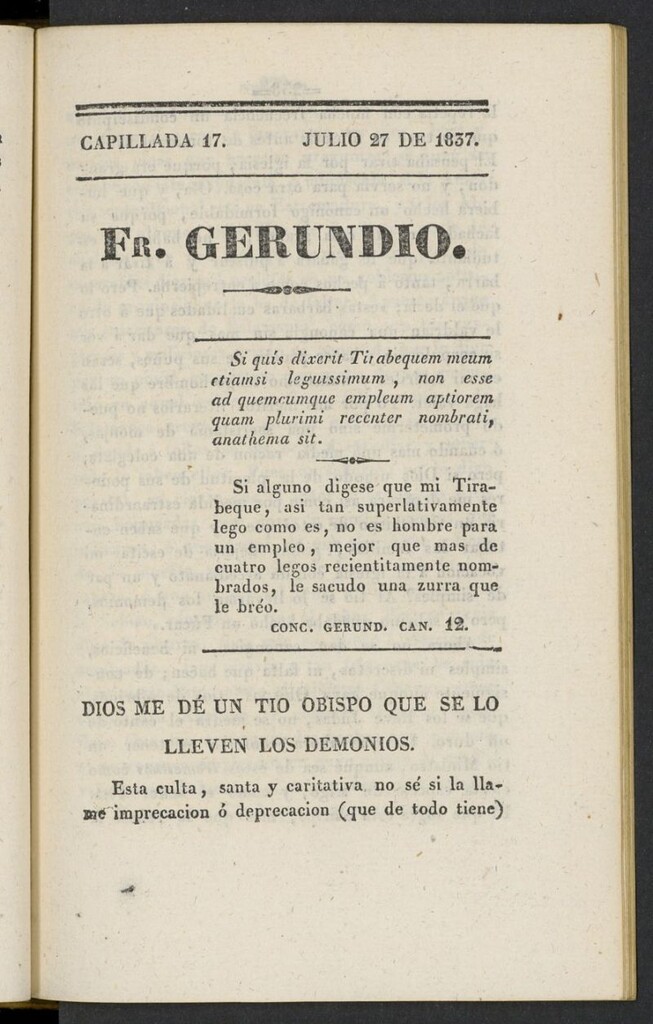 CAPILLADA 17. JULIO 27 DE 1837.
FR. GERUNDIO.
Si quis dixerit Tirabequem meum
etiamsi leguissimum, non esse
ad quemcumque empleum aptiorem
quam plurimi recenter nombrati,
anathema sit.
Si alguno digese que mi Tira-
beque, asi tan superlativamente
lego como es, no es hombre para
un empleo, mejor que mas de
cuatro legos recientitamente nom-
brados, le sacudo una zurra que
le bréo.
CONC. GERUND. CAN. 12.
DIOS ME DÉ UN TIO OBISPO QUE SE LO
LLEVEN LOS DEMONIOS.
Esta culta, santa y caritativa no sé si la lla-
me imprecacion ó deprecacion (que de todo tiene)